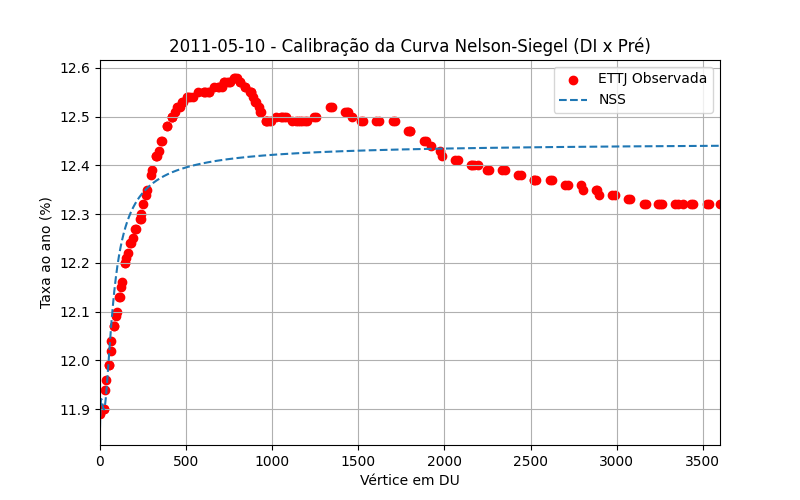 2011-05-10 - Calibração da Curva Nelson-Siegel (DI x Pré)
ETTJ Observada
NSS
Taxa ao ano (%)
12.6
12.5
12.4
12.3
12.2
12.1
12.0
11.9
0 500 1000 1500 2000 2500 3000 3500
Vértice em DU